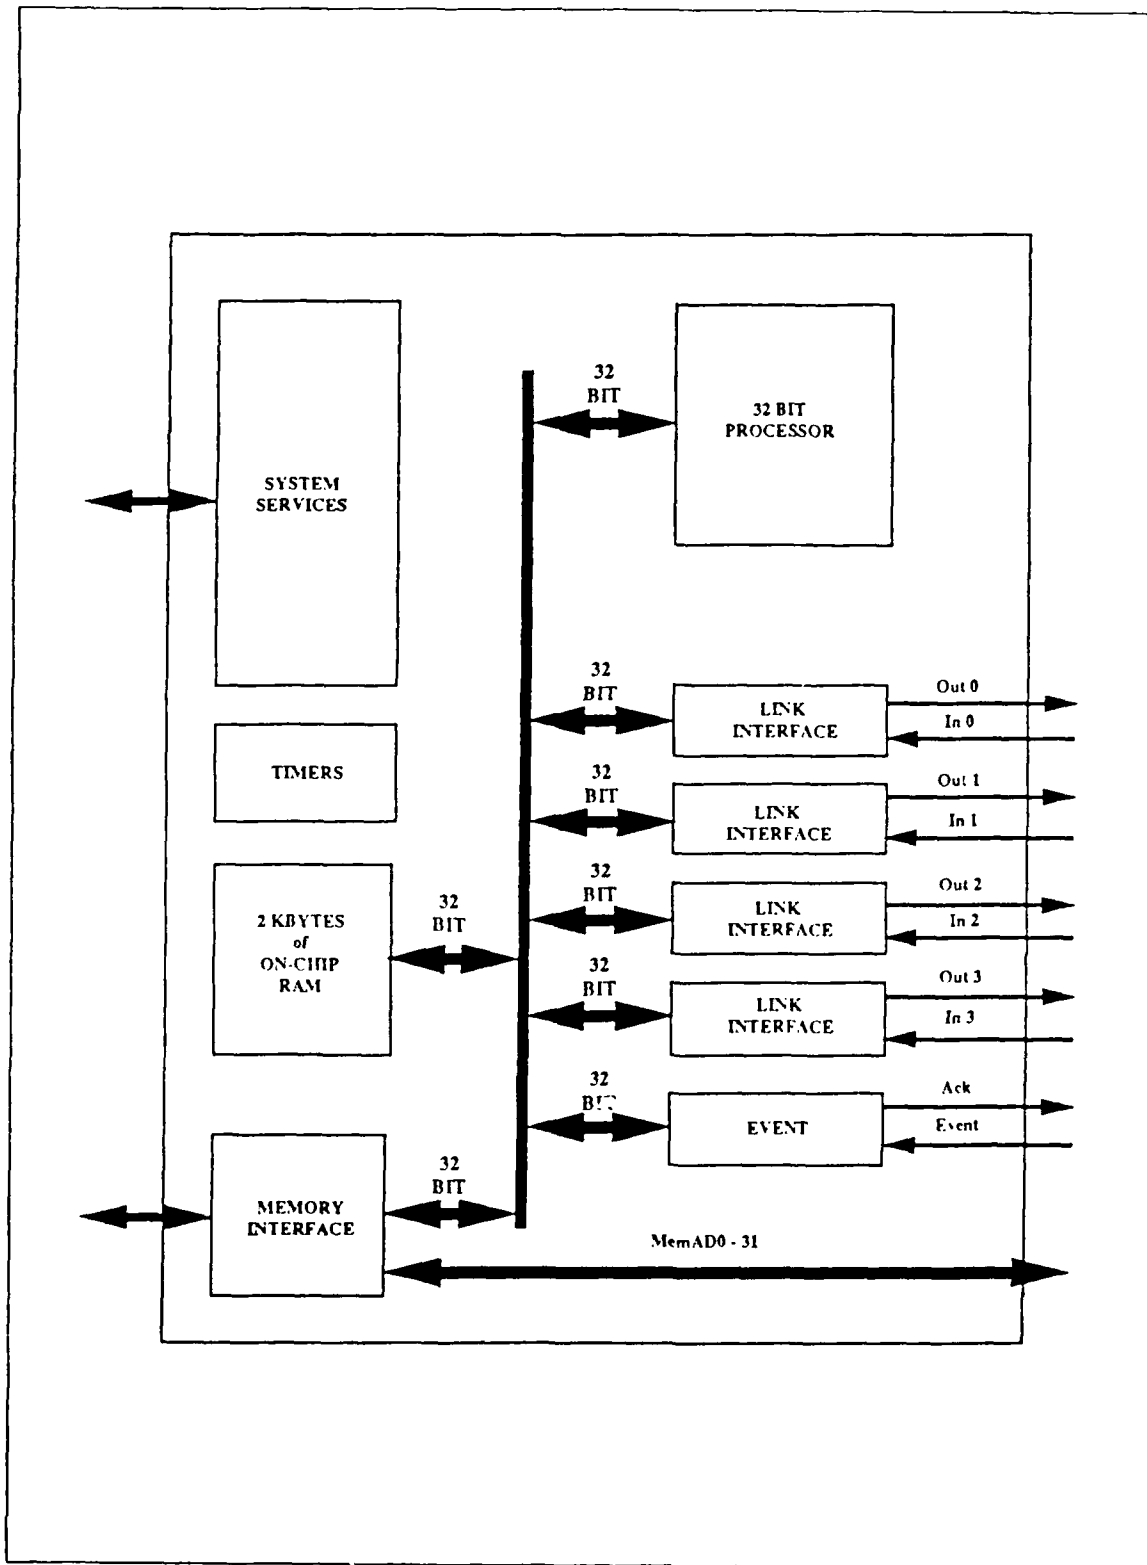 32
BIT
32 BIT
PROCESSOR
SYSTEM
SERVICES
32
BIT
LINK
INTERFACE
Out 0
In 0
TIMERS
32
BIT
LINK
INTERFACE
Out 1
In 1
2 KBYTES
of
ON-CHIP
RAM
32
BIT
32
BIT
LINK
INTERFACE
Out 2
In 2
32
BIT
LINK
INTERFACE
Out 3
In 3
32
BIT
EVENT
Ack
Event
MEMORY
INTERFACE
32
BIT
MemAD0 - 31